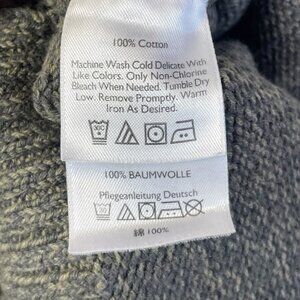 100% Cotton
Machine Wash Cold Delicate With
Like Colors. Only Non-Chlorine
Bleach When Needed. Tumble Dry
Low. Remove Promptly. Warm
Iron As Desired.
100% BAUMWOLLE
Pflegeanleitung Deutsch
綿 100%